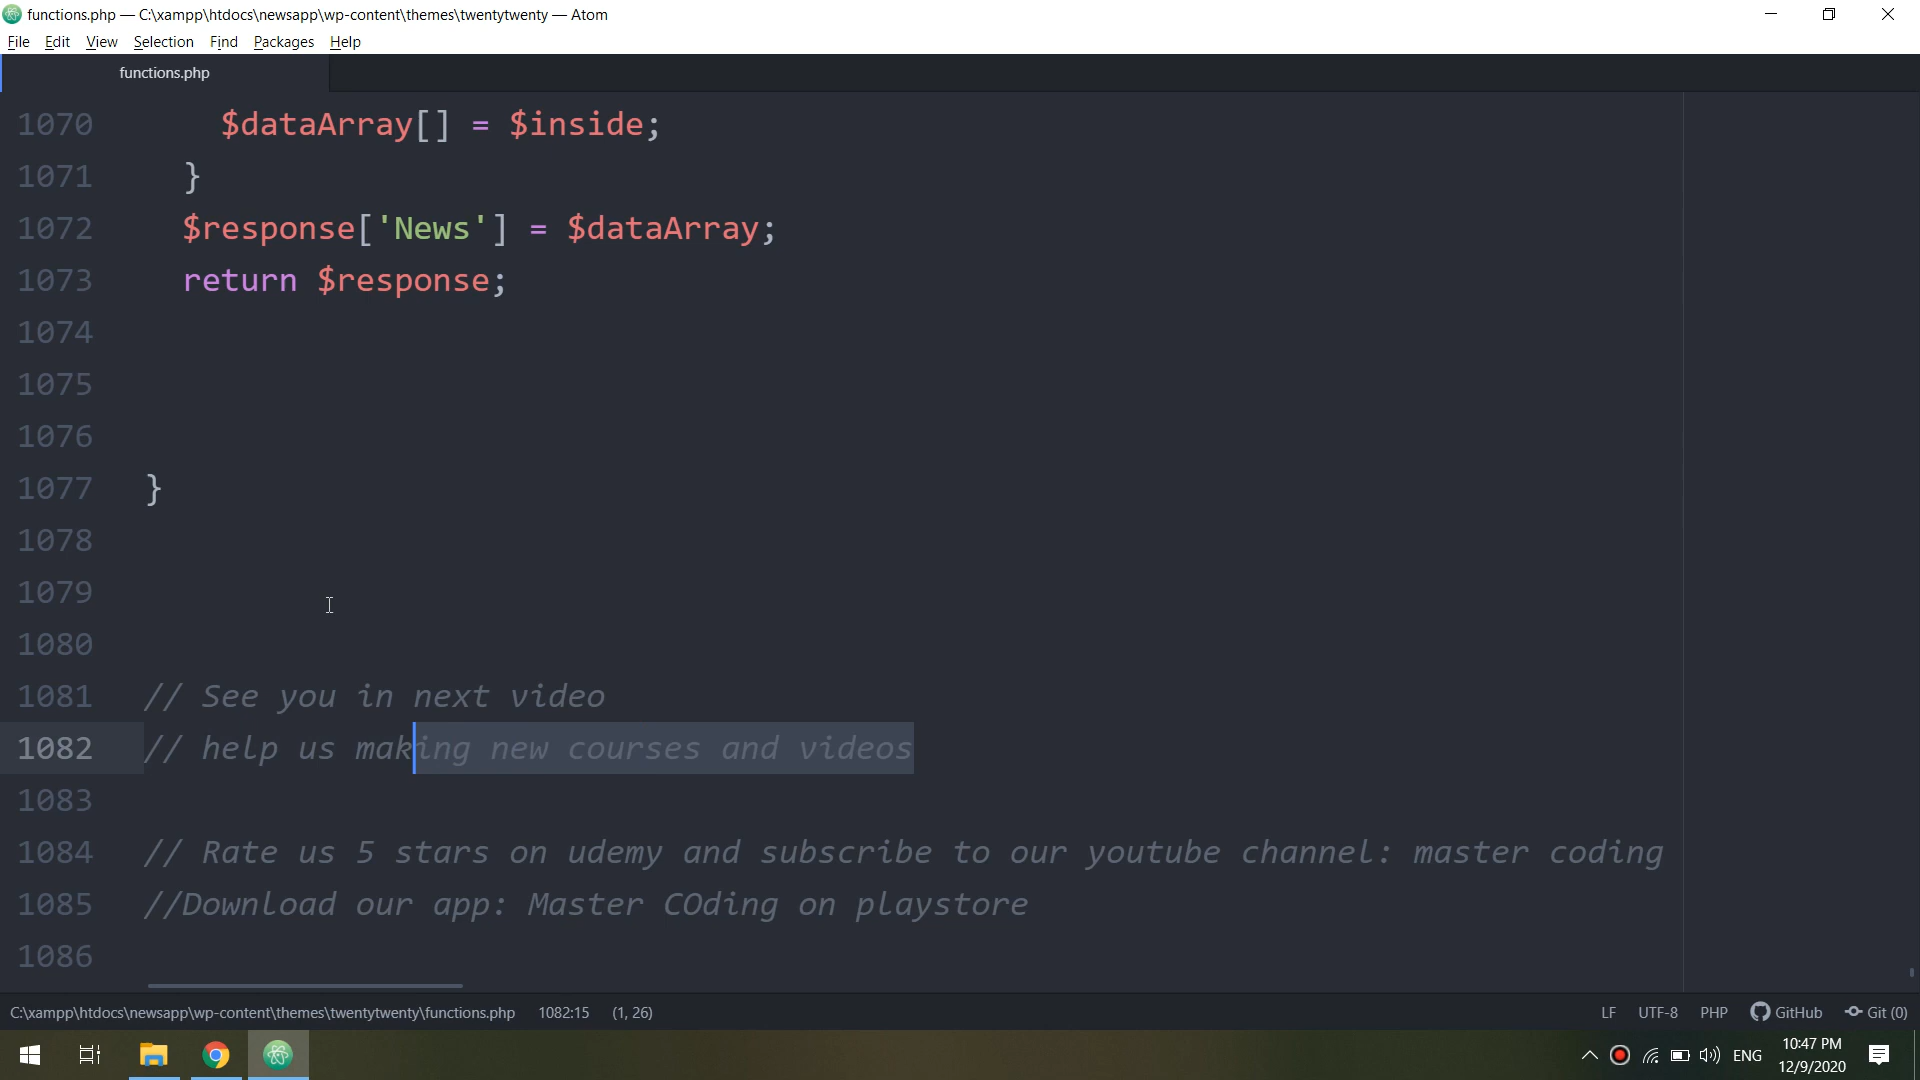 functions.php — C:\xampp\htdocs\newsapp\wp-content\themes\twentytwenty — Atom
File Edit View Selection Find Packages Help
functions.php
1070 $dataArray[] = $inside;
1071 }
1072 $response['News'] = $dataArray;
1073 return $response;
1074
1075
1076
1077 }
1078
1079
1080
1081 // See you in next video
1082 // help us making new courses and videos
1083
1084 // Rate us 5 stars on udemy and subscribe to our youtube channel: master coding
1085 //Download our app: Master COding on playstore
1086
C:\xampp\htdocs\newsapp\wp-content\themes\twentytwenty\functions.php 1082:15 (1, 26) LF UTF-8 PHP GitHub Git (0)
ENG 10:47 PM
12/9/2020